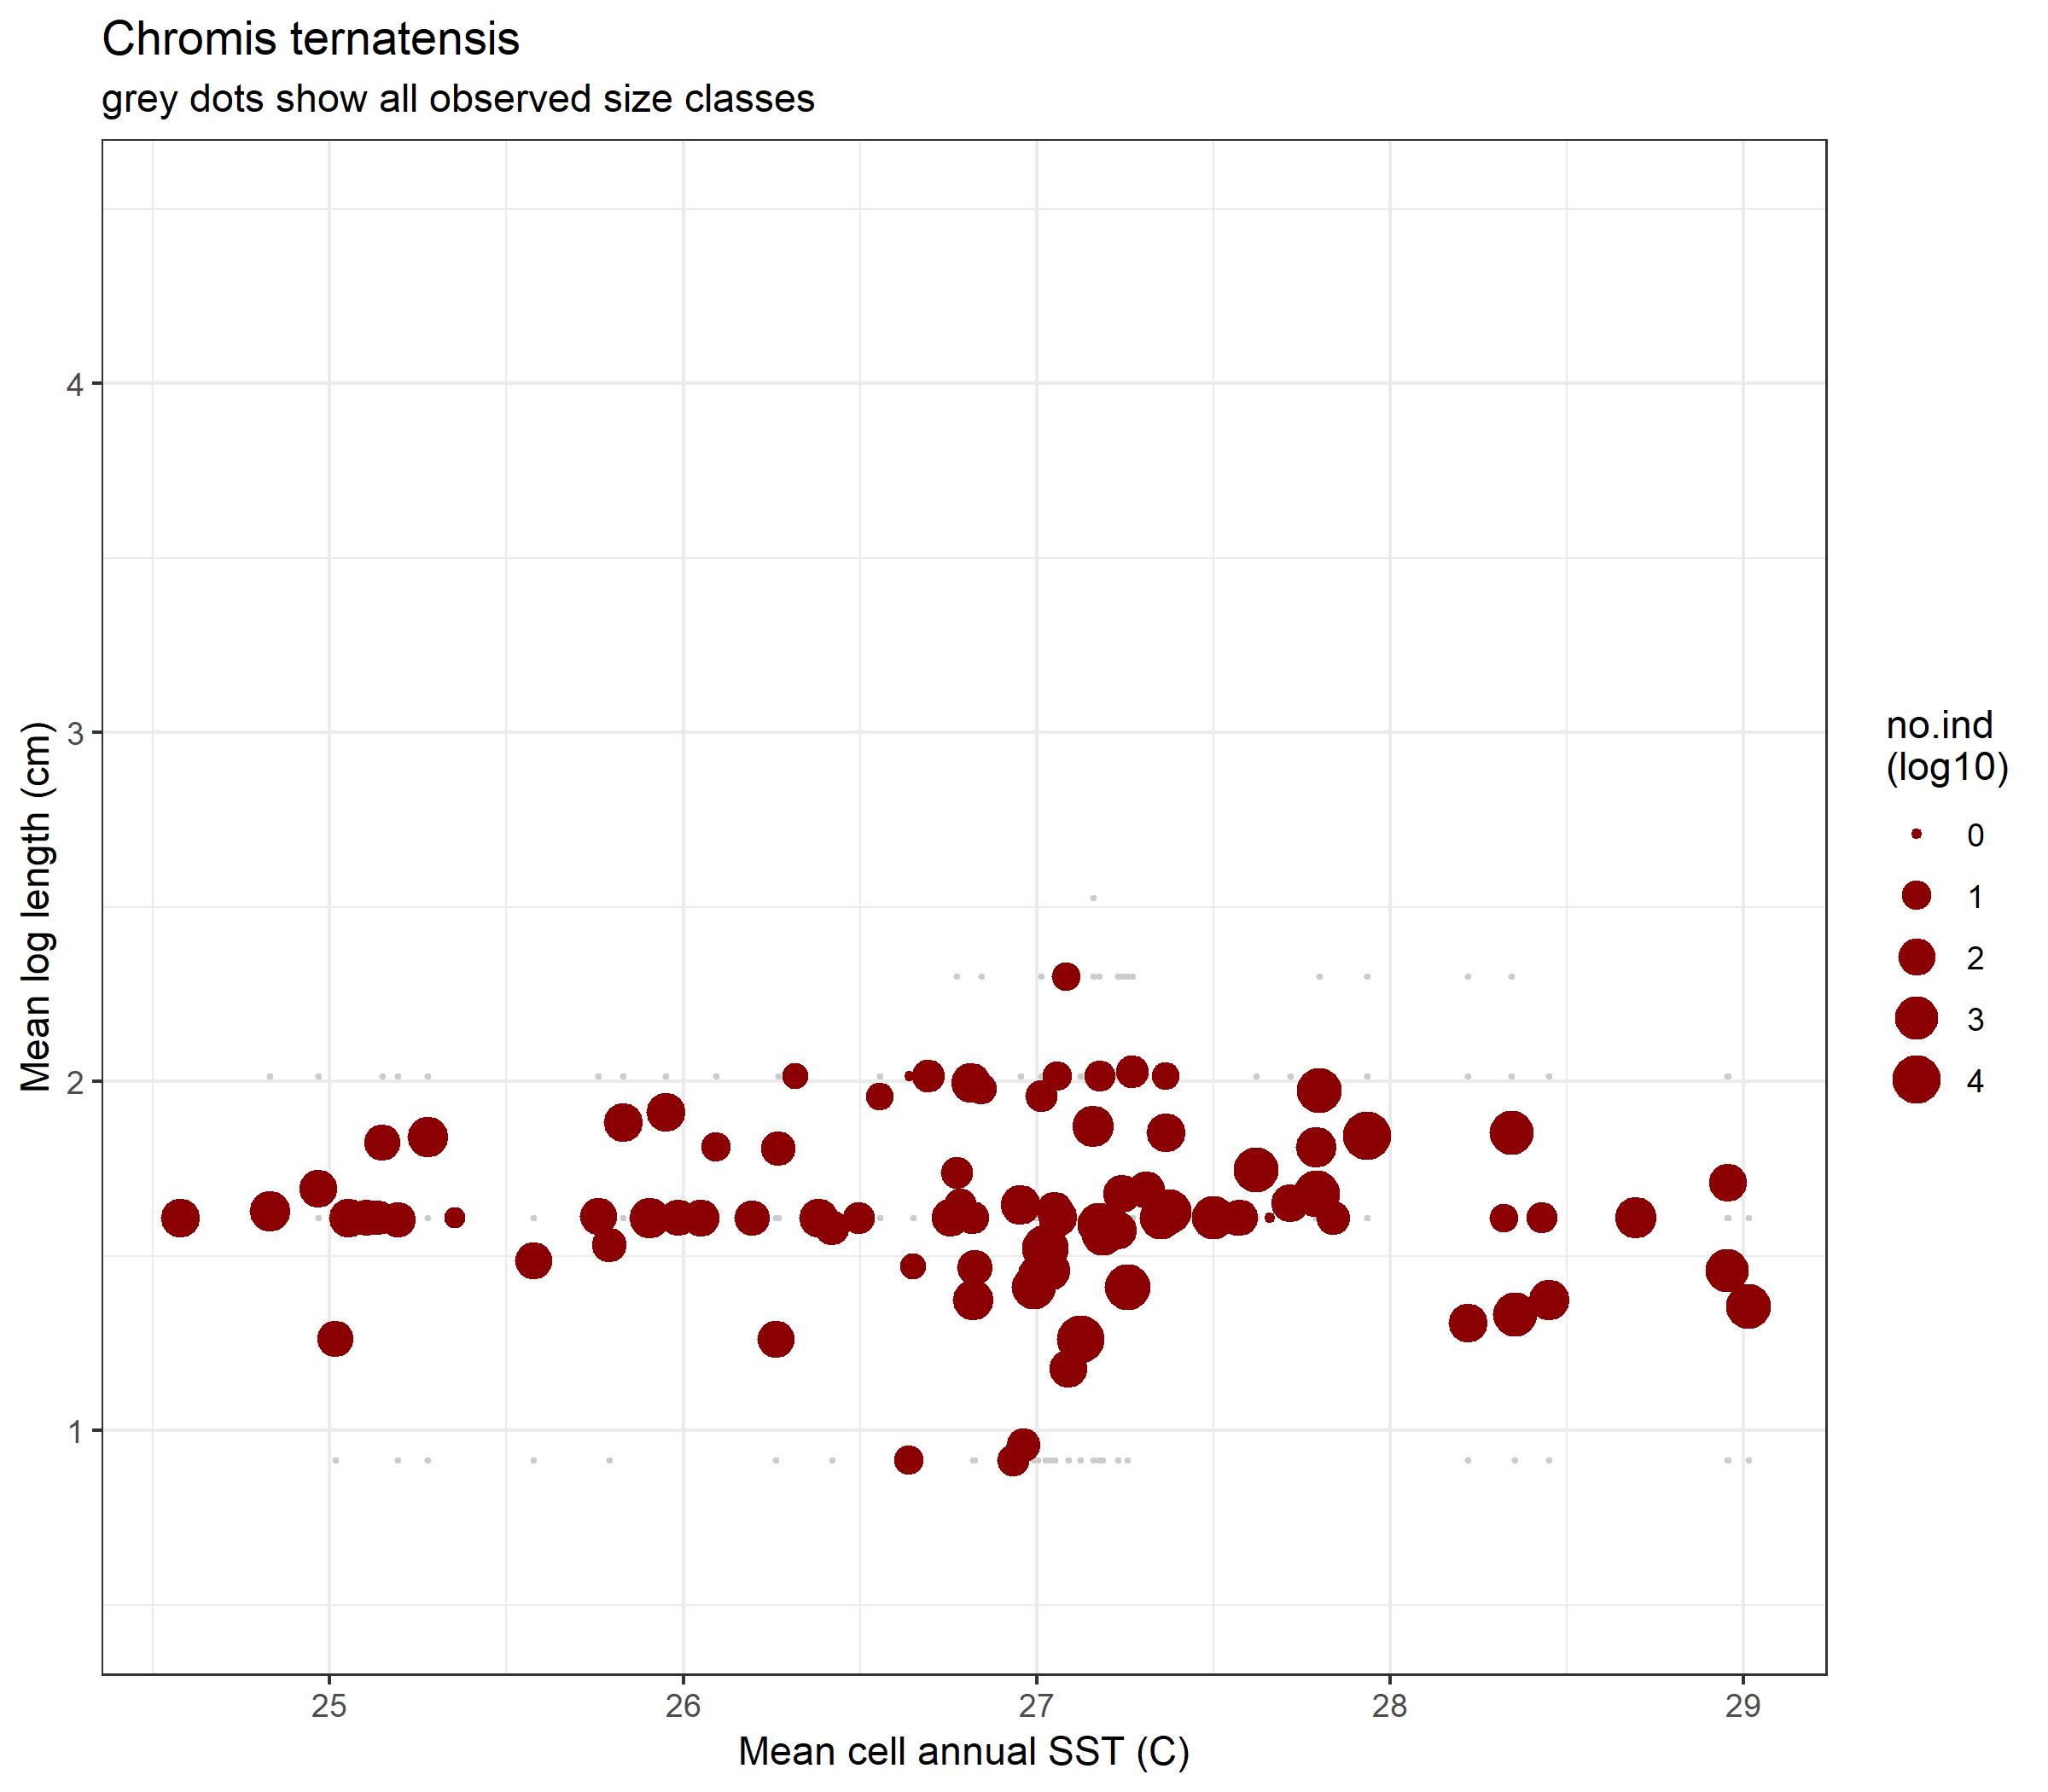 Chromis ternatensis
grey dots show all observed size classes
4
3
2
1
Mean log length (cm)
25 26 27 28 29
Mean cell annual SST (C)
no.ind
(log10)
0
1
2
3
4